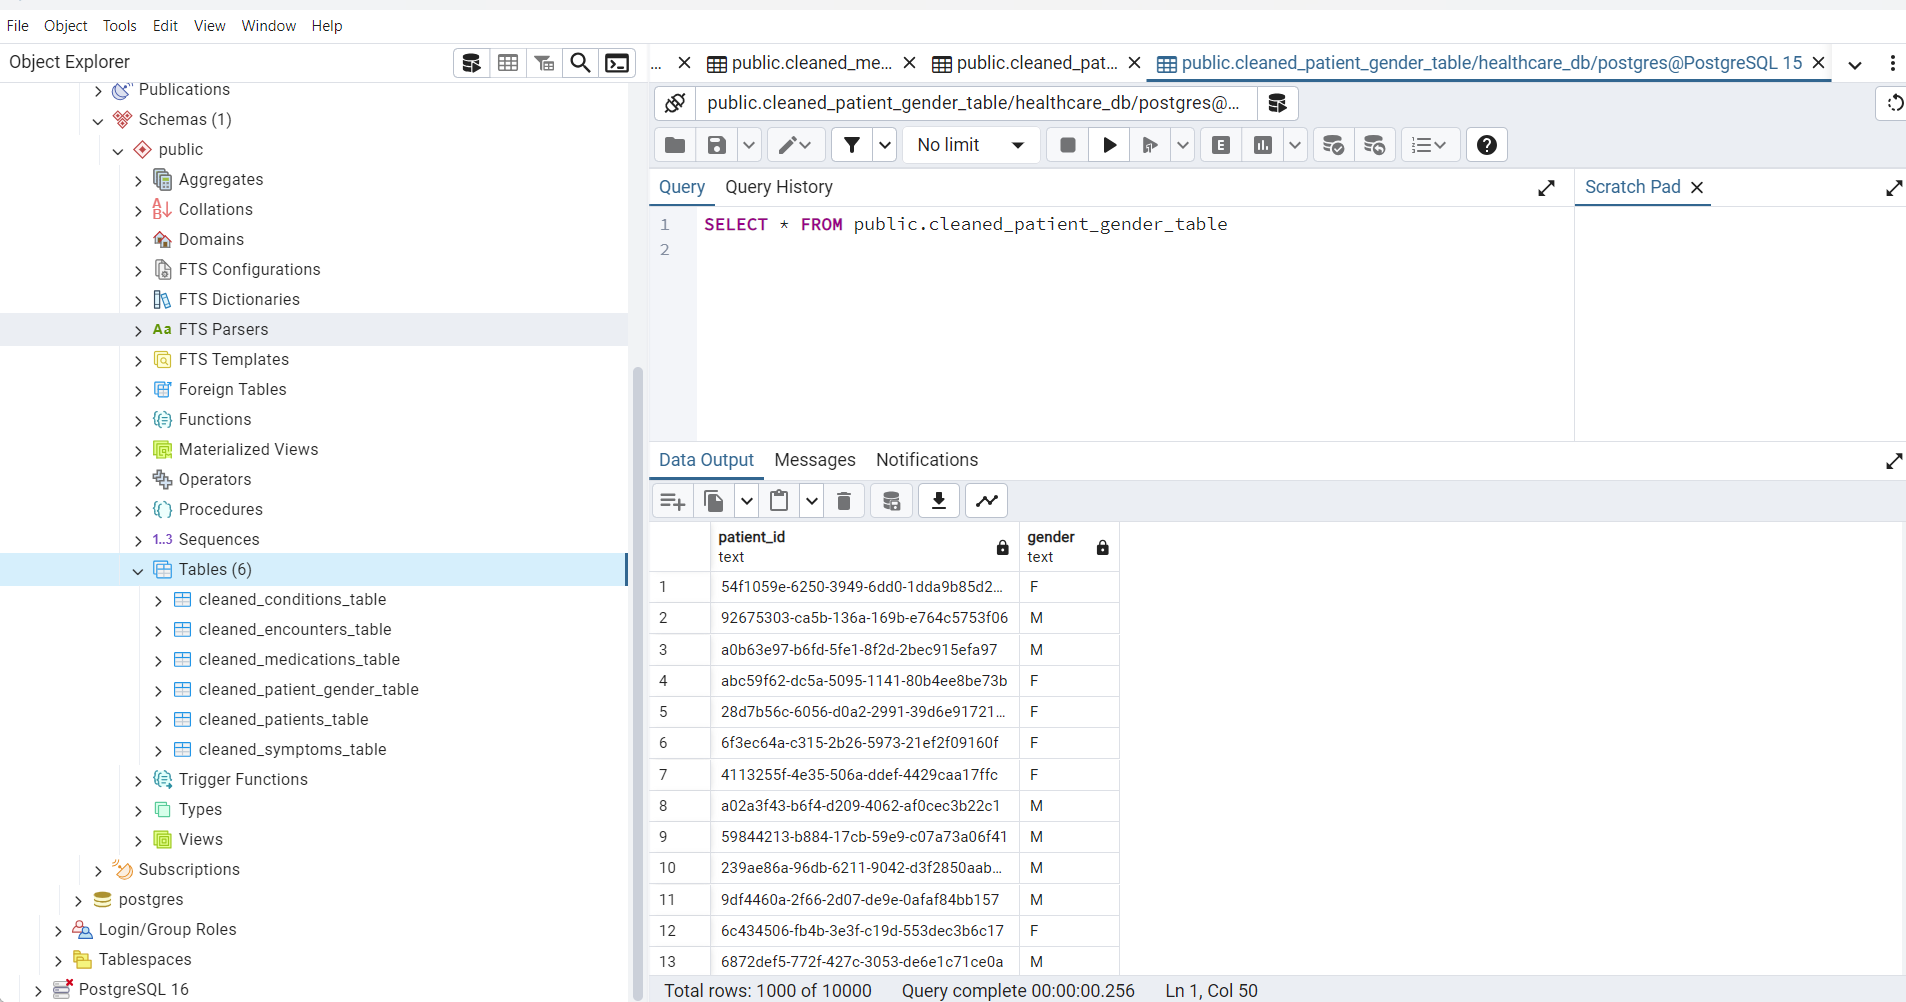 File Object Tools Edit View Window Help
Object Explorer
Publications
Schemas (1)
public
Aggregates
Collations
Domains
FTS Configurations
FTS Dictionaries
Aa FTS Parsers
FTS Templates
Foreign Tables
Functions
Materialized Views
Operators
Procedures
1..3 Sequences
Tables (6)
cleaned_conditions_table
cleaned_encounters_table
cleaned_medications_table
cleaned_patient_gender_table
cleaned_patients_table
cleaned_symptoms_table
Trigger Functions
Types
Views
Subscriptions
postgres
Login/Group Roles
Tablespaces
PostgreSQL 16
... public.cleaned_me... public.cleaned_pat... public.cleaned_patient_gender_table/healthcare_db/postgres@PostgreSQL 15
public.cleaned_patient_gender_table/healthcare_db/postgres@...
No limit E
Query Query History Scratch Pad
1 SELECT * FROM public.cleaned_patient_gender_table
2
Data Output Messages Notifications
patient_id gender
text text
1 54f1059e-6250-3949-6dd0-1dda9b85d2... F
2 92675303-ca5b-136a-169b-e764c5753f06 M
3 a0b63e97-b6fd-5fe1-8f2d-2bec915efa97 M
4 abc59f62-dc5a-5095-1141-80b4ee8be73b F
5 28d7b56c-6056-d0a2-2991-39d6e91721... F
6 6f3ec64a-c315-2b26-5973-21ef2f09160f F
7 4113255f-4e35-506a-ddef-4429caa17ffc F
8 a02a3f43-b6f4-d209-4062-af0cec3b22c1 M
9 59844213-b884-17cb-59e9-c07a73a06f41 M
10 239ae86a-96db-6211-9042-d3f2850aab... M
11 9df4460a-2f66-2d07-de9e-0afaf84bb157 M
12 6c434506-fb4b-3e3f-c19d-553dec3b6c17 F
13 6872def5-772f-427c-3053-de6e1c71ce0a M
Total rows: 1000 of 10000 Query complete 00:00:00.256 Ln 1, Col 50